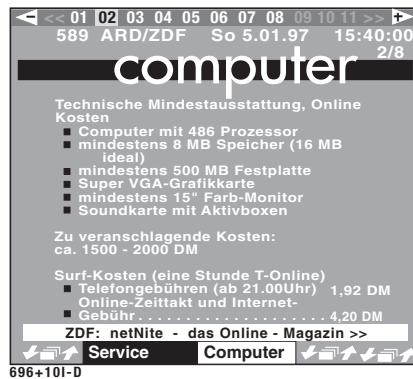 - << 01 02 03 04 05 06 07 08 09 10 11 >> +
589 ARD/ZDF So 5.01.97 15:40:00
2/8
computer
Technische Mindestausstattung, Online
Kosten
■ Computer mit 486 Prozessor
■ mindestens 8 MB Speicher (16 MB
ideal)
■ mindestens 500 MB Festplatte
■ Super VGA-Grafikkarte
■ mindestens 15" Farb-Monitor
■ Soundkarte mit Aktivboxen
Zu veranschlagende Kosten:
ca. 1500 - 2000 DM
Surf-Kosten (eine Stunde T-Online)
■ Telefongebühren (ab 21.00Uhr) 1,92 DM
Online-Zeittakt und Internet-
■ Gebühr . . . . . . . . . . . . . . . . . . . . 4,20 DM
ZDF: netNite - das Online - Magazin >>
Service Computer
696+10I-D